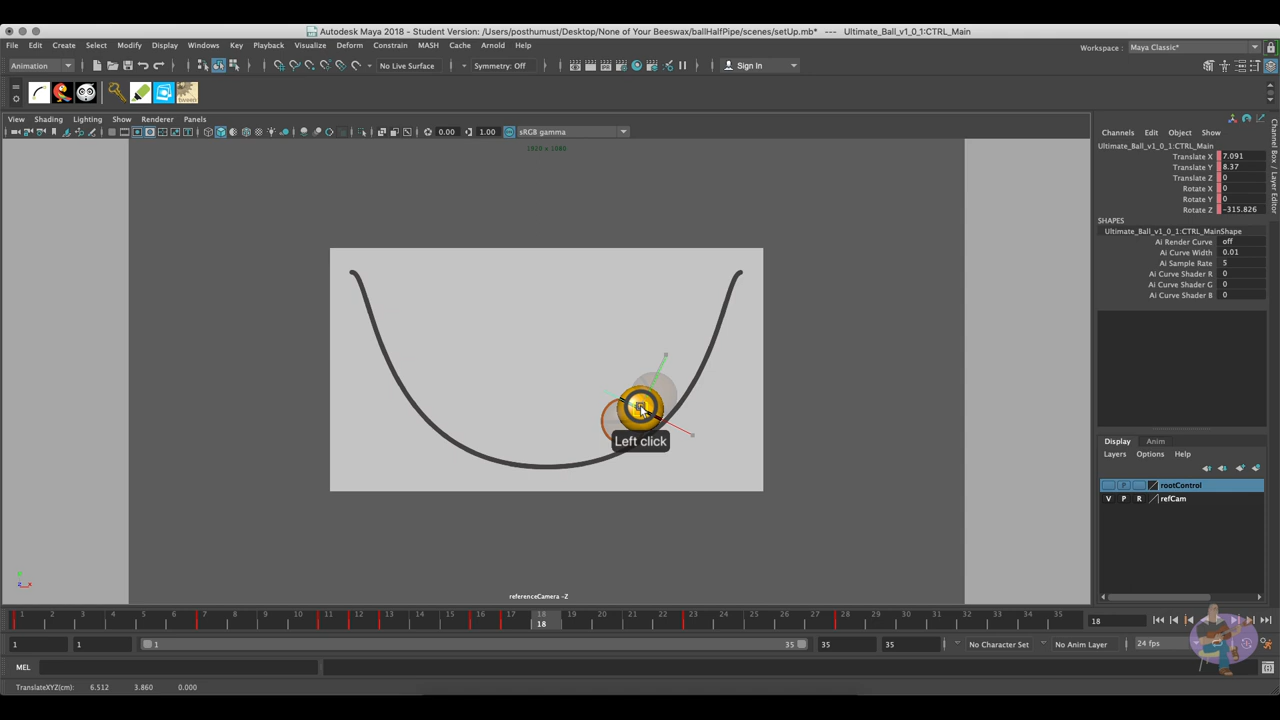 Autodesk Maya 2018 - Student Version: /Users/posthumust/Desktop/None of Your Beeswax/ballHalfPipe/scenes/setUp.mb* --- Ultimate_Ball_v1_0_1:CTRL_Main
File Edit Create Select Modify Display Windows Key Playback Visualize Deform Constrain MASH Cache Arnold Help
Workspace : Maya Classic*
Animation No Live Surface Symmetry: Off Sign In
tween
View Shading Lighting Show Renderer Panels
0.00 1.00 sRGB gamma
1920 x 1080
Channels Edit Object Show
Ultimate_Ball_v1_0_1:CTRL_Main
Translate X 7.091
Translate Y 8.37
Translate Z 0
Rotate X 0
Rotate Y 0
Rotate Z -315.826
SHAPES
Ultimate_Ball_v1_0_1:CTRL_MainShape
Ai Render Curve off
Ai Curve Width 0.01
Ai Sample Rate 5
Ai Curve Shader R 0
Ai Curve Shader G 0
Ai Curve Shader B 0
Channel Box / Layer Editor
Left click
Display Anim
Layers Options Help
P rootControl
V P R refCam
referenceCamera -Z
1 2 3 4 5 6 7 8 9 10 11 12 13 14 15 16 17 18 19 20 21 22 23 24 25 26 27 28 29 30 31 32 33 34 35
18
18
1 1 1 35 35 35 No Character Set No Anim Layer 24 fps
MEL
TranslateXYZ(cm): 6.512 3.860 0.000